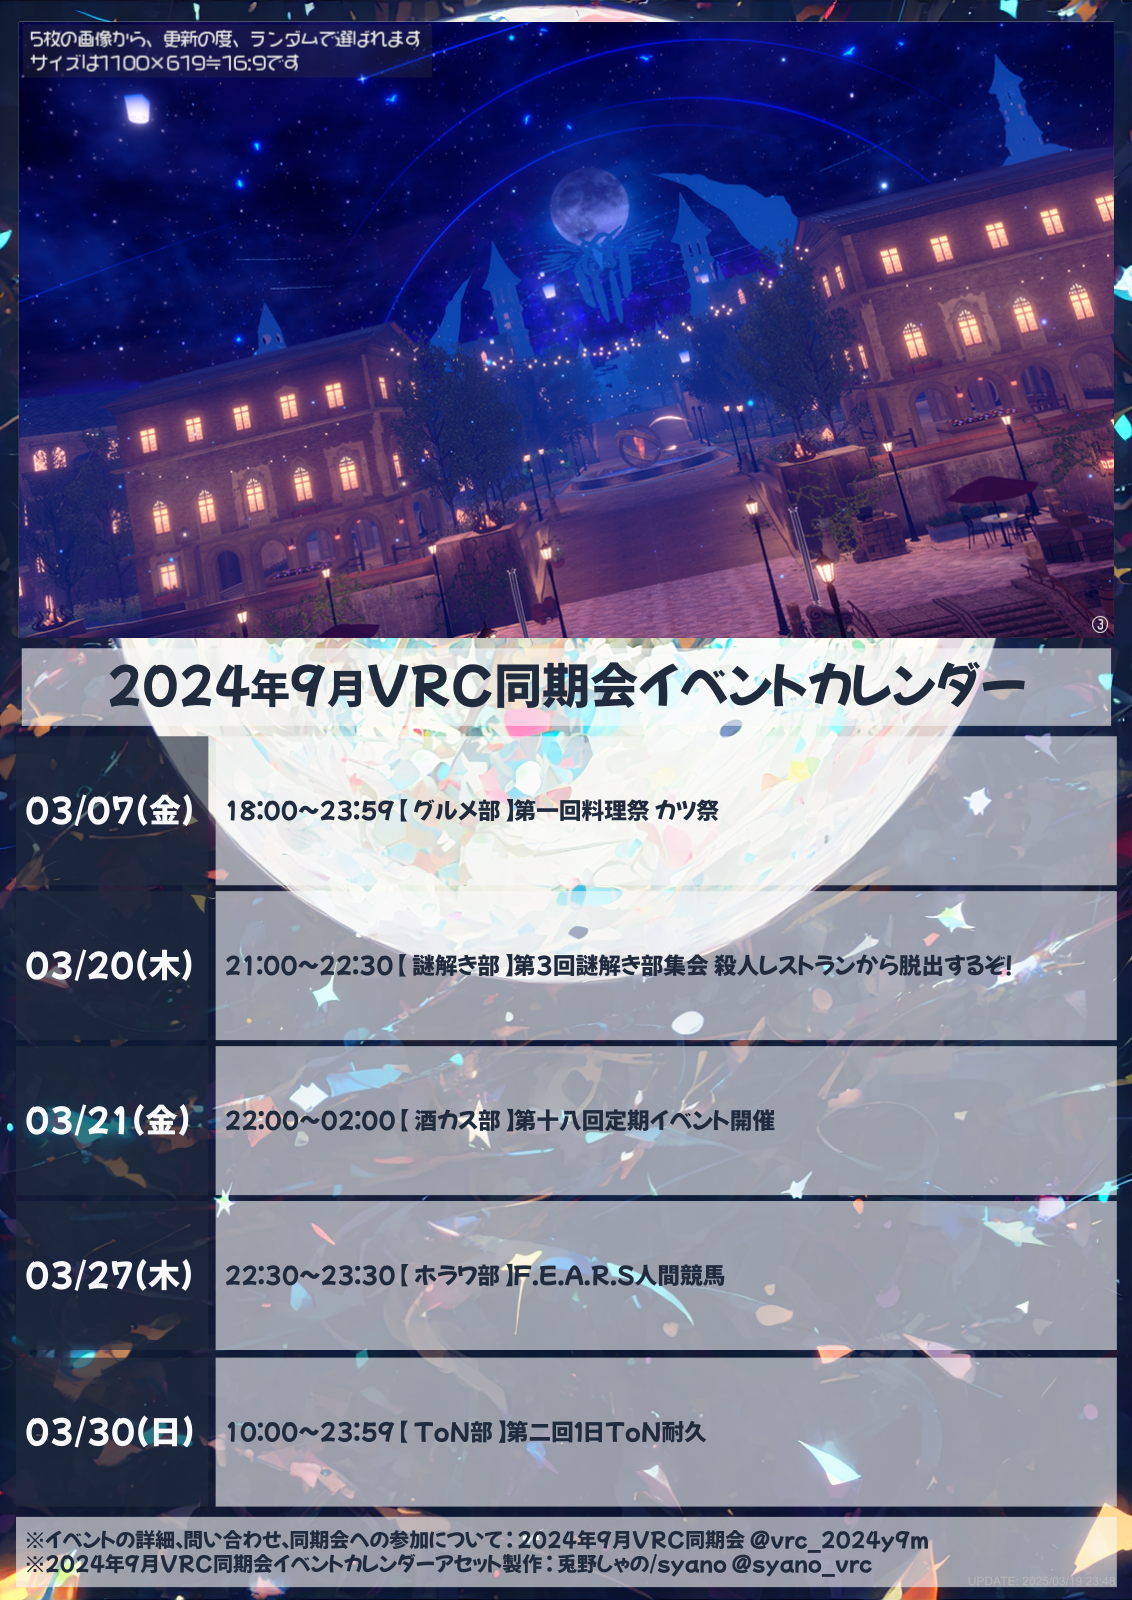 5枚の画像から、更新の度、ランダムで選ばれます
サイズは1100×619≒16:9です
③
2024年9月VRC同期会イベントカレンダー
03/07(金)
18:00～23:59【 グルメ部 】第一回料理祭 カツ祭
03/20(木)
21:00～22:30【 謎解き部 】第3回謎解き部集会 殺人レストランから脱出するぞ！
03/21(金)
22:00～02:00【 酒カス部 】第十八回定期イベント開催
03/27(木)
22:30～23:30【 ホラワ部 】F.E.A.R.S人間競馬
03/30(日)
10:00～23:59【 ToN部 】第二回1日ToN耐久
※イベントの詳細、問い合わせ、同期会への参加について：2024年9月VRC同期会 @vrc_2024y9m
※2024年9月VRC同期会イベントカレンダーアセット製作：兎野しゃの/syano @syano_vrc
UPDATE: 2025/03/19 23:48